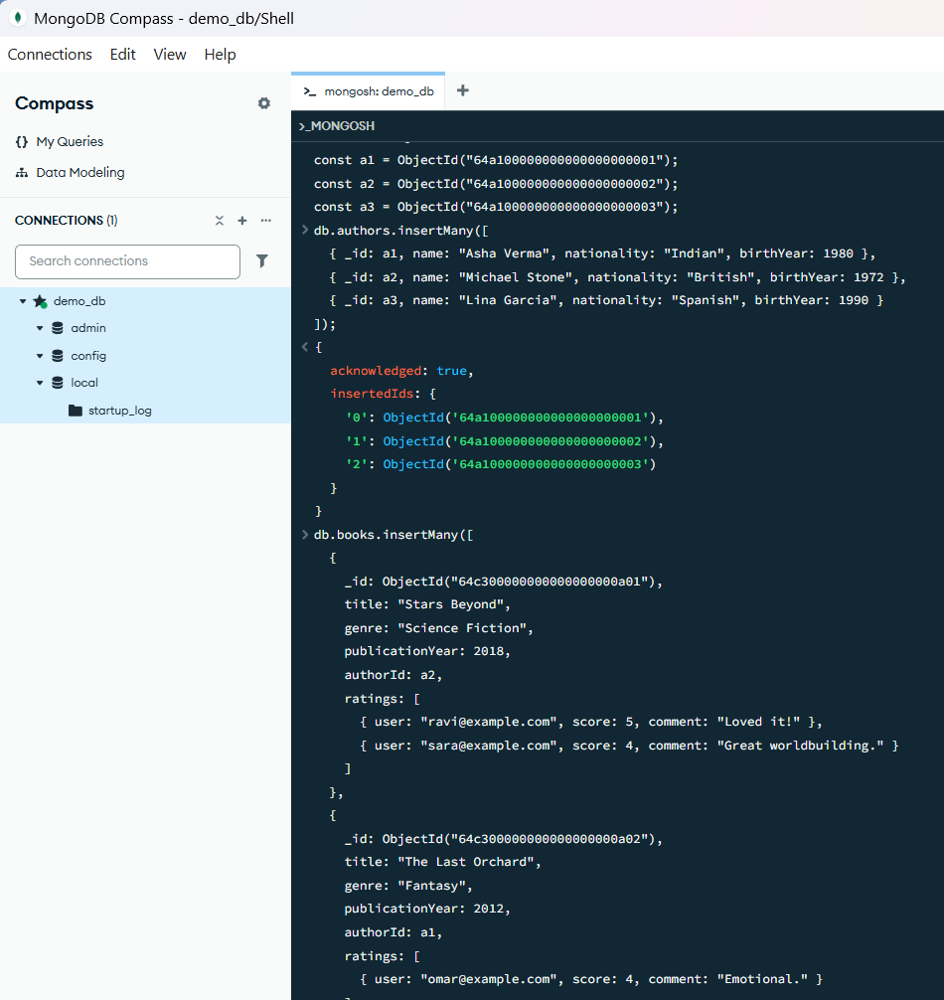 MongoDB Compass - demo_db/Shell
Connections Edit View Help
Compass
{} My Queries
Data Modeling
CONNECTIONS (1)
Search connections
demo_db
admin
config
local
startup_log
>_ mongosh: demo_db +
>_MONGOSH
const a1 = ObjectId("64a100000000000000000001");
const a2 = ObjectId("64a100000000000000000002");
const a3 = ObjectId("64a100000000000000000003");
> db.authors.insertMany([
{ _id: a1, name: "Asha Verma", nationality: "Indian", birthYear: 1980 },
{ _id: a2, name: "Michael Stone", nationality: "British", birthYear: 1972 },
{ _id: a3, name: "Lina Garcia", nationality: "Spanish", birthYear: 1990 }
]);
< {
acknowledged: true,
insertedIds: {
'0': ObjectId('64a100000000000000000001'),
'1': ObjectId('64a100000000000000000002'),
'2': ObjectId('64a100000000000000000003')
}
}
> db.books.insertMany([
{
_id: ObjectId("64c300000000000000000a01"),
title: "Stars Beyond",
genre: "Science Fiction",
publicationYear: 2018,
authorId: a2,
ratings: [
{ user: "ravi@example.com", score: 5, comment: "Loved it!" },
{ user: "sara@example.com", score: 4, comment: "Great worldbuilding." }
]
},
{
_id: ObjectId("64c300000000000000000a02"),
title: "The Last Orchard",
genre: "Fantasy",
publicationYear: 2012,
authorId: a1,
ratings: [
{ user: "omar@example.com", score: 4, comment: "Emotional." }